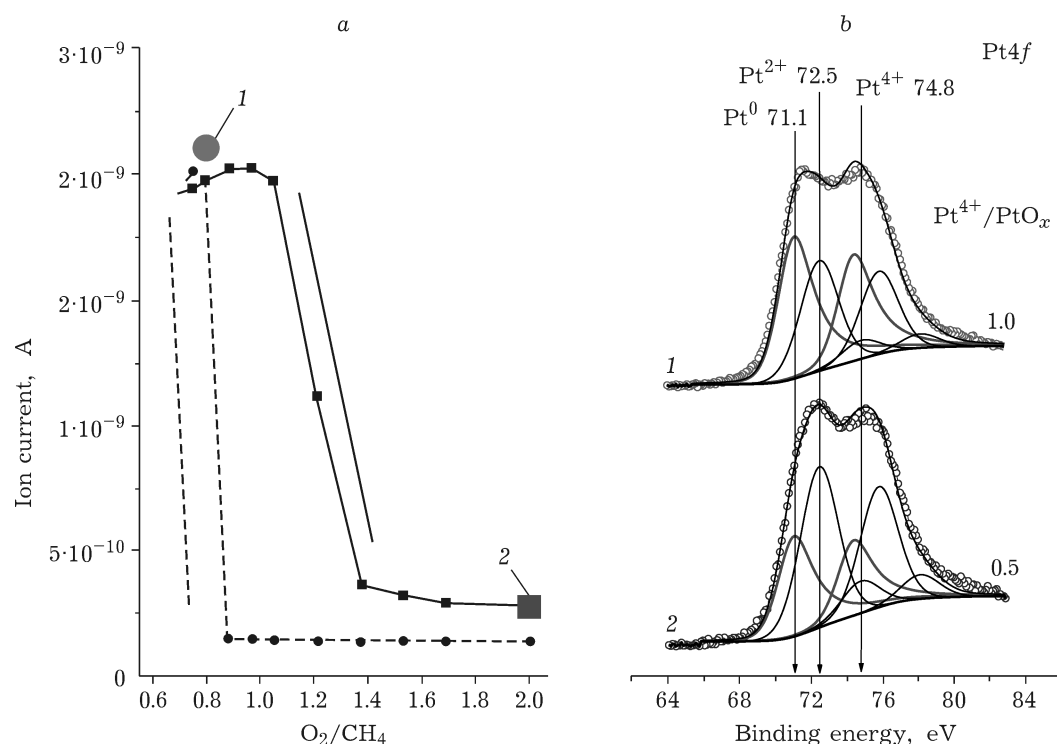 a
3·10⁻⁹
2·10⁻⁹
2·10⁻⁹
1·10⁻⁹
5·10⁻¹⁰
0
Ion current, A
1
2
0.6 0.8 1.0 1.2 1.4 1.6 1.8 2.0
O₂/CH₄
b
Pt4f
Pt²⁺ 72.5
Pt⁴⁺ 74.8
Pt⁰ 71.1
Pt⁴⁺/PtOₓ
1.0
1
0.5
2
64 68 72 76 80 84
Binding energy, eV